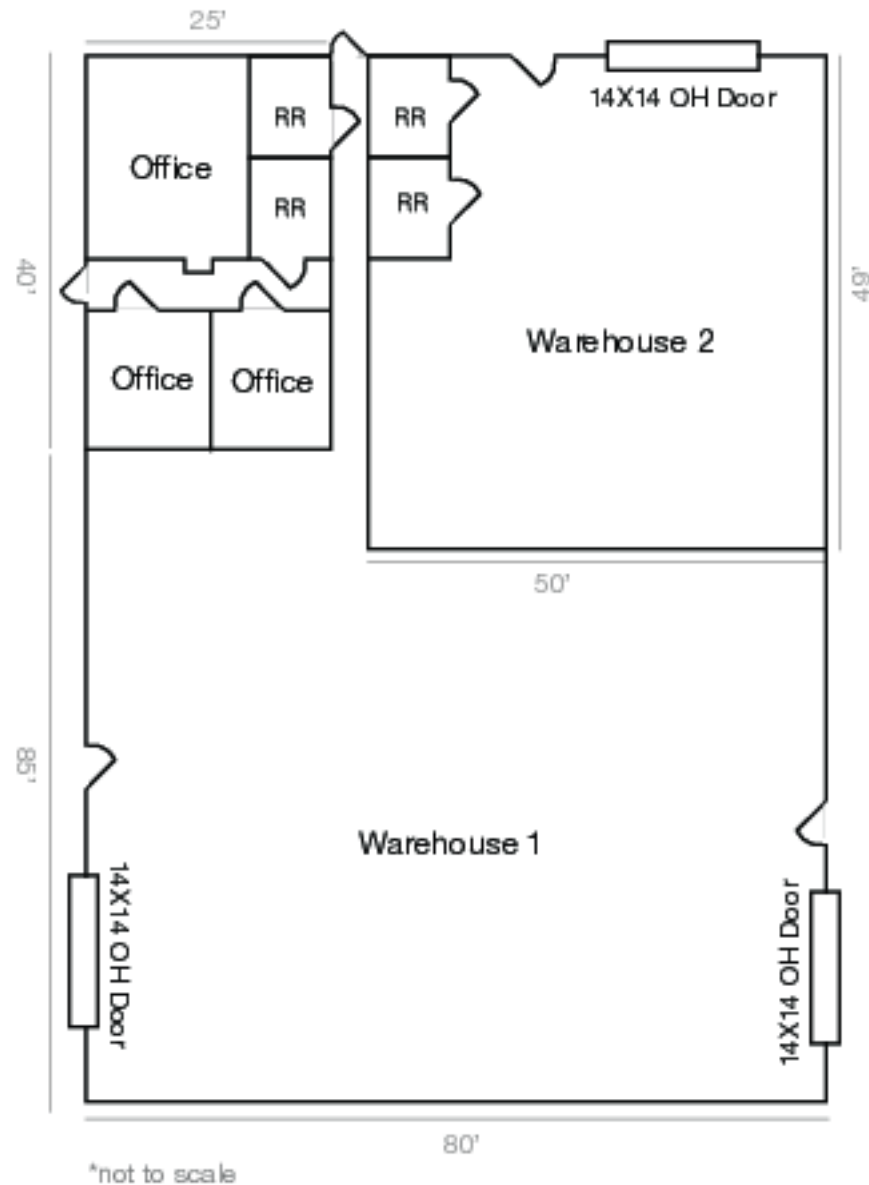 25'
14X14 OH Door
RR
RR
Office
RR
RR
40'
49'
Warehouse 2
Office
Office
50'
85'
Warehouse 1
14X14 OH Door
14X14 OH Door
80'
*not to scale